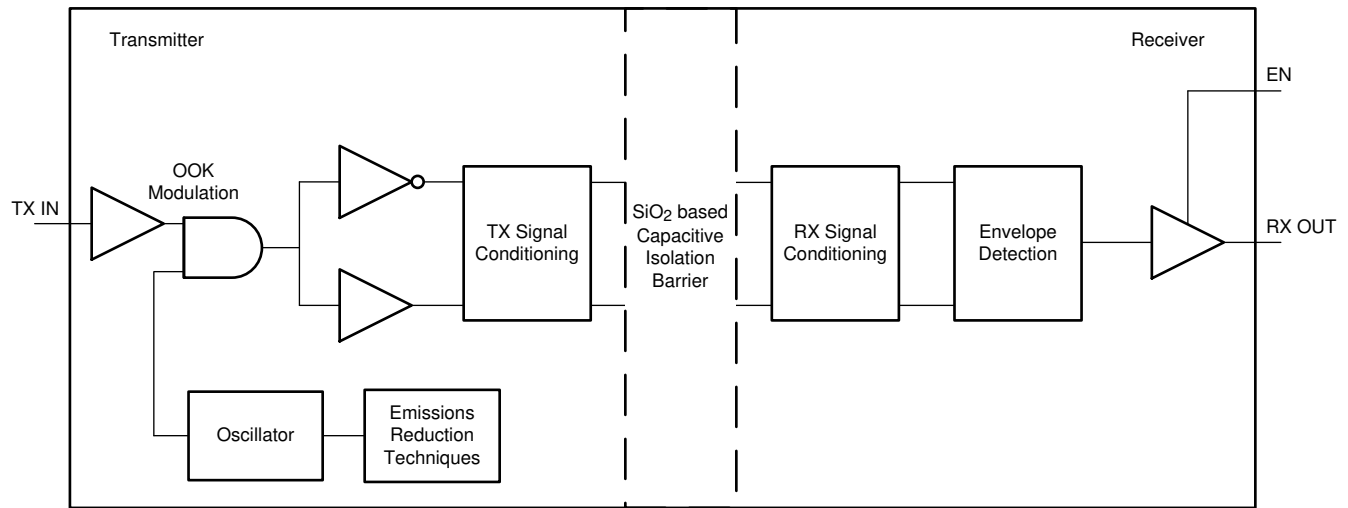 Transmitter
Receiver
EN
OOK
Modulation
TX IN
TX Signal
Conditioning
SiO₂ based
Capacitive
Isolation
Barrier
RX Signal
Conditioning
Envelope
Detection
RX OUT
Oscillator
Emissions
Reduction
Techniques